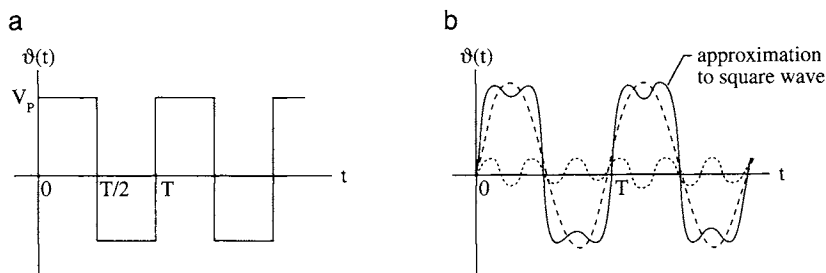 a
ϑ(t)
V_P
0 T/2 T t
b
ϑ(t)
approximation
to square wave
0 T t